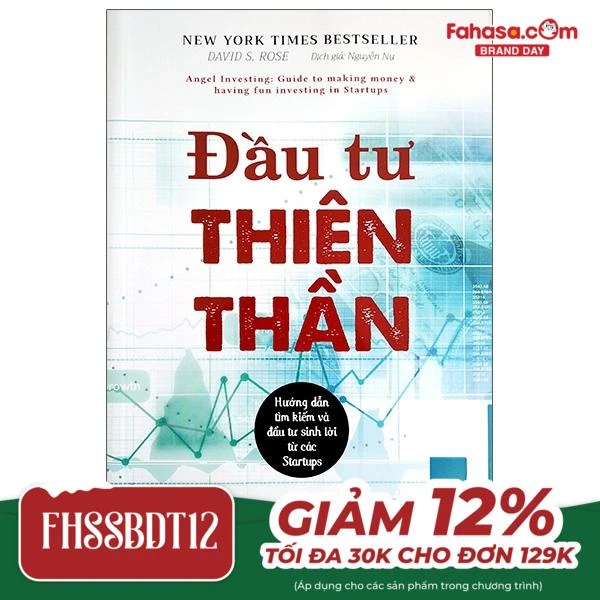 Fahasa.com
BRAND DAY
NEW YORK TIMES BESTSELLER
DAVID S. ROSE Dịch giả: Nguyễn Nụ
Angel Investing: Guide to making money &
having fun investing in Startups
Đầu tư
THIÊN
THẦN
growth
Hướng dẫn
tìm kiếm và
đầu tư sinh lời
từ các
Startups
FHSSBDT12
GIẢM 12%
TỐI ĐA 30K CHO ĐƠN 129K
(Áp dụng cho các sản phẩm trong chương trình)